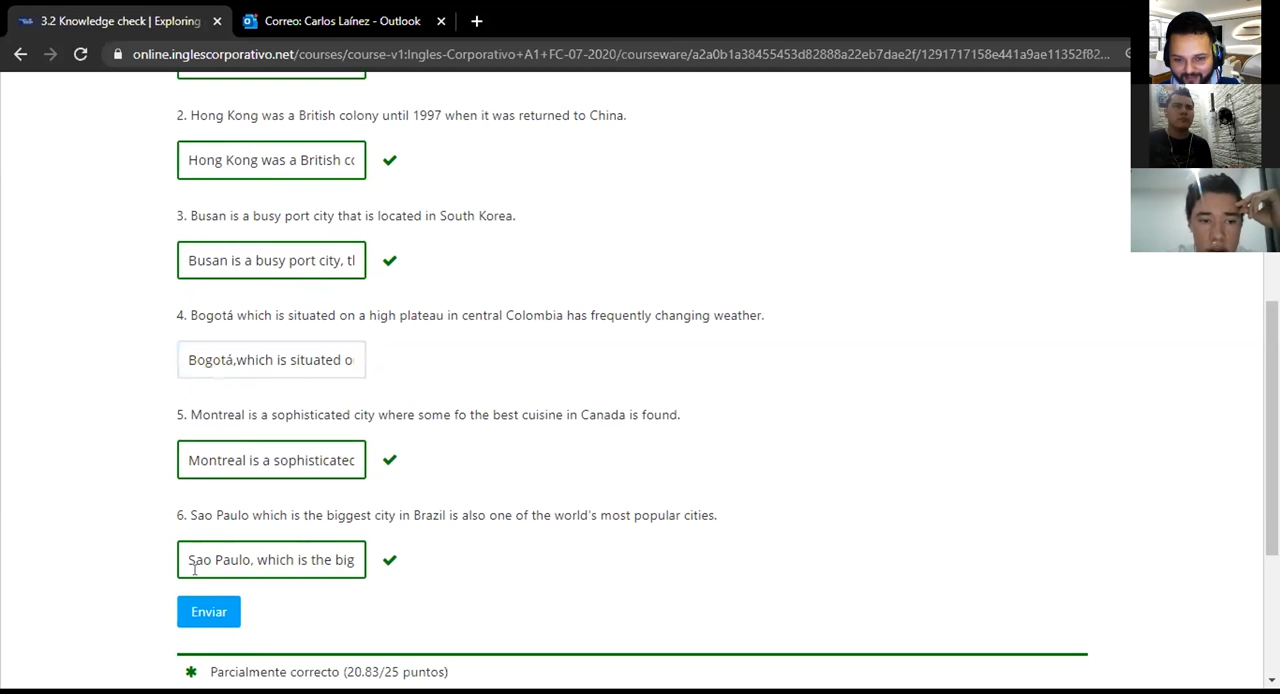 3.2 Knowledge check | Exploring
Correo: Carlos Laínez - Outlook
online.inglescorporativo.net/courses/course-v1:Ingles-Corporativo+A1+FC-07-2020/courseware/a2a0b1a38455453d82888a22eb7dae2f/1291717158e441a9ae11352f82...
2. Hong Kong was a British colony until 1997 when it was returned to China.
Hong Kong was a British co
3. Busan is a busy port city that is located in South Korea.
Busan is a busy port city, tl
4. Bogotá which is situated on a high plateau in central Colombia has frequently changing weather.
Bogotá,which is situated o
5. Montreal is a sophisticated city where some fo the best cuisine in Canada is found.
Montreal is a sophisticated
6. Sao Paulo which is the biggest city in Brazil is also one of the world's most popular cities.
Sao Paulo, which is the big
Enviar
Parcialmente correcto (20.83/25 puntos)